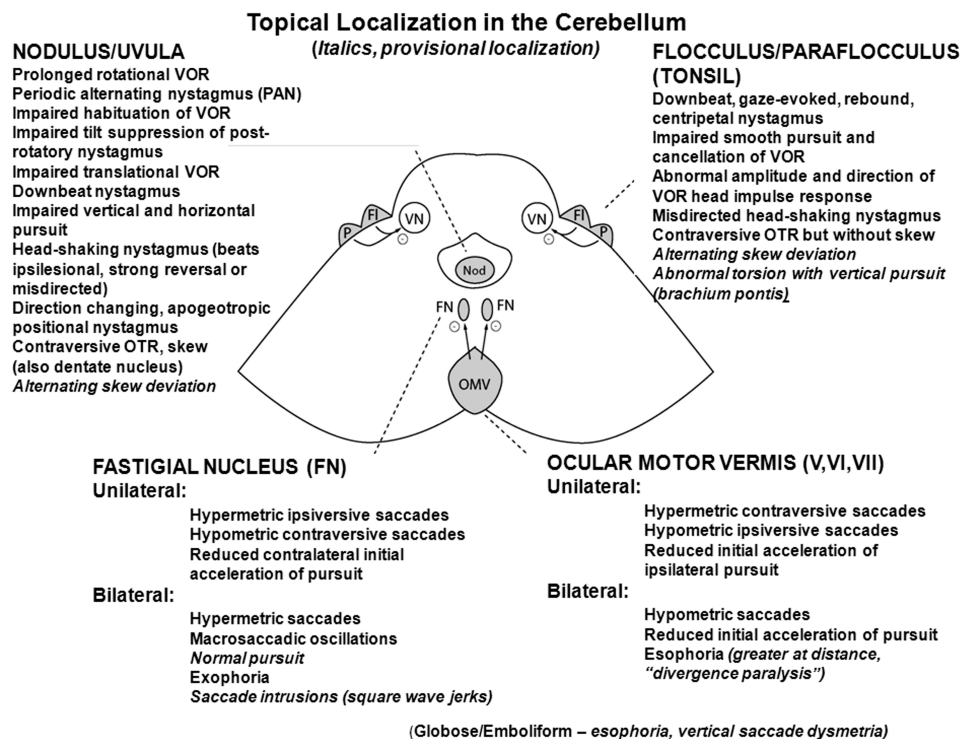 Topical Localization in the Cerebellum
(Italics, provisional localization)
NODULUS/UVULA
Prolonged rotational VOR
Periodic alternating nystagmus (PAN)
Impaired habituation of VOR
Impaired tilt suppression of post-
rotatory nystagmus
Impaired translational VOR
Downbeat nystagmus
Impaired vertical and horizontal
pursuit
Head-shaking nystagmus (beats
ipsilesional, strong reversal or
misdirected)
Direction changing, apogeotropic
positional nystagmus
Contraversive OTR, skew
(also dentate nucleus)
Alternating skew deviation
FLOCCULUS/PARAFLOCCULUS
(TONSIL)
Downbeat, gaze-evoked, rebound,
centripetal nystagmus
Impaired smooth pursuit and
cancellation of VOR
Abnormal amplitude and direction of
VOR head impulse response
Misdirected head-shaking nystagmus
Contraversive OTR but without skew
Alternating skew deviation
Abnormal torsion with vertical pursuit
(brachium pontis)
P Fl VN VN Fl P
- -
Nod
FN FN
- -
OMV
FASTIGIAL NUCLEUS (FN)
Unilateral:
Hypermetric ipsiversive saccades
Hypometric contraversive saccades
Reduced contralateral initial
acceleration of pursuit
Bilateral:
Hypermetric saccades
Macrosaccadic oscillations
Normal pursuit
Exophoria
Saccade intrusions (square wave jerks)
OCULAR MOTOR VERMIS (V,VI,VII)
Unilateral:
Hypermetric contraversive saccades
Hypometric ipsiversive saccades
Reduced initial acceleration of
ipsilateral pursuit
Bilateral:
Hypometric saccades
Reduced initial acceleration of pursuit
Esophoria (greater at distance,
“divergence paralysis”)
(Globose/Emboliform – esophoria, vertical saccade dysmetria)